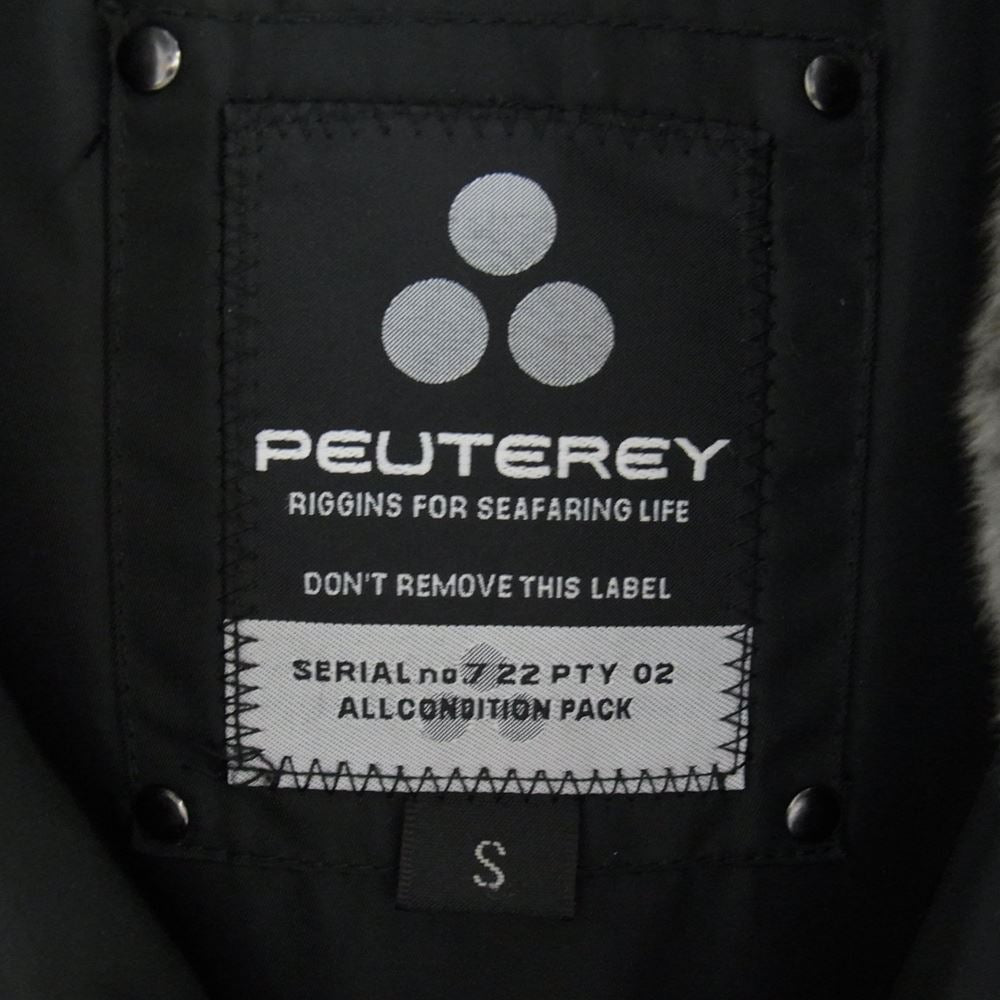 PEUTEREY
RIGGINS FOR SEAFARING LIFE
DON'T REMOVE THIS LABEL
SERIAL no 7 22 PTY 02
ALLCONDITION PACK
S